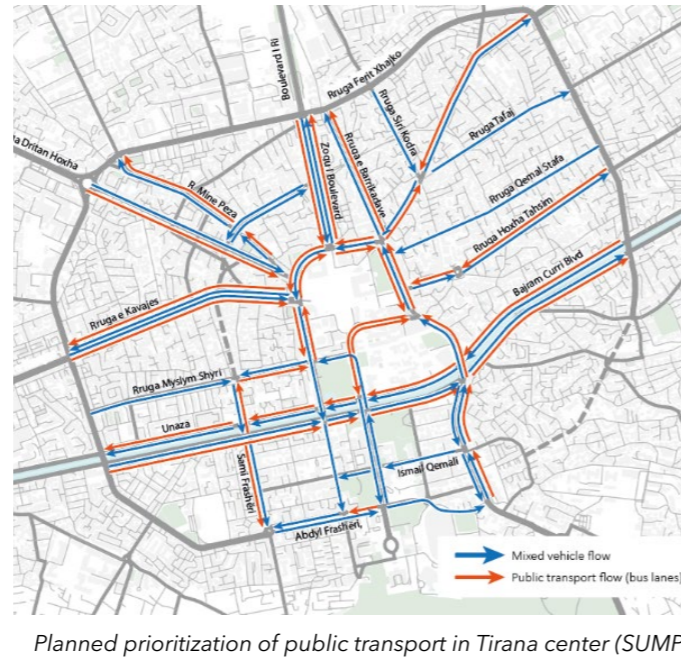 Boulevard I Ri
Rruga Ferit Xhajko
Rruga Siri Kodra
Rruga Tafaj
a Dritan Hoxha
Zogu I Boulevard
Rruga e Barrikadave
R. Mine Peza
Rruga Qemal Stafa
Rruga Hoxha Tahsim
Bajram Curri Blvd
Rruga e Kavajes
Rruga Myslym Shyri
Unaza
Sami Frashëri
Ismail Qemali
Abdyl Frashëri,
Mixed vehicle flow
Public transport flow (bus lanes)
Planned prioritization of public transport in Tirana center (SUMP